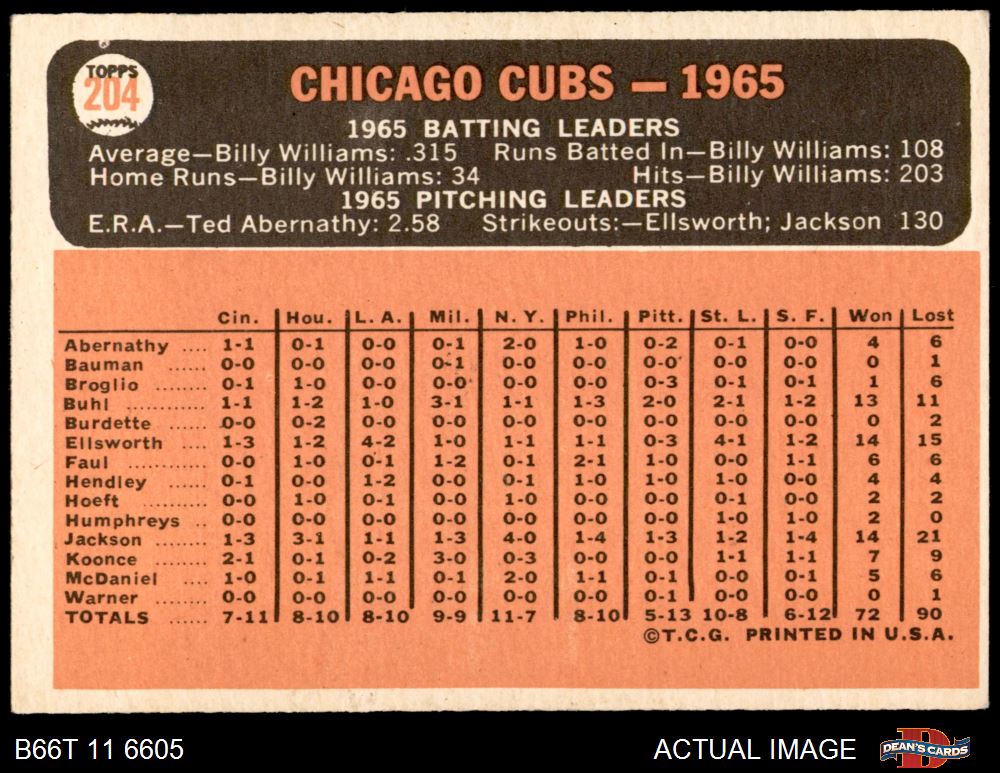 TOPPS
204
CHICAGO CUBS — 1965
1965 BATTING LEADERS
Average—Billy Williams: .315 Runs Batted In—Billy Williams: 108
Home Runs—Billy Williams: 34 Hits—Billy Williams: 203
1965 PITCHING LEADERS
E.R.A.—Ted Abernathy: 2.58 Strikeouts:—Ellsworth; Jackson 130
Cin. Hou. L. A. Mil. N. Y. Phil. Pitt. St. L. S. F. Won Lost
Abernathy .... 1-1 0-1 0-0 0-1 2-0 1-0 0-2 0-1 0-0 4 6
Bauman ...... 0-0 0-0 0-0 0-1 0-0 0-0 0-0 0-0 0-0 0 1
Broglio ...... 0-1 1-0 0-0 0-0 0-0 0-0 0-3 0-1 0-1 1 6
Buhl ........... 1-1 1-2 1-0 3-1 1-1 1-3 2-0 2-1 1-2 13 11
Burdette ...... 0-0 0-2 0-0 0-0 0-0 0-0 0-0 0-0 0-0 0 2
Ellsworth .... 1-3 1-2 4-2 1-0 1-1 1-1 0-3 4-1 1-2 14 15
Faul ............ 0-0 1-0 0-1 1-2 0-1 2-1 1-0 0-0 1-1 6 6
Hendley ...... 0-1 0-0 1-2 0-0 0-1 1-0 1-0 1-0 0-0 4 4
Hoeft .......... 0-0 1-0 0-1 0-0 1-0 0-0 0-0 0-1 0-0 2 2
Humphreys .. 0-0 0-0 0-0 0-0 0-0 0-0 0-0 1-0 1-0 2 0
Jackson ...... 1-3 3-1 1-1 1-3 4-0 1-4 1-3 1-2 1-4 14 21
Koonce ........ 2-1 0-1 0-2 3-0 0-3 0-0 0-0 1-1 1-1 7 9
McDaniel .... 1-0 0-1 1-1 0-1 2-0 1-1 0-1 0-0 0-1 5 6
Warner ........ 0-0 0-0 0-0 0-0 0-0 0-0 0-1 0-0 0-0 0 1
TOTALS ...... 7-11 8-10 8-10 9-9 11-7 8-10 5-13 10-8 6-12 72 90
©T.C.G. PRINTED IN U.S.A.
B66T 11 6605 ACTUAL IMAGE DEAN'S CARDS